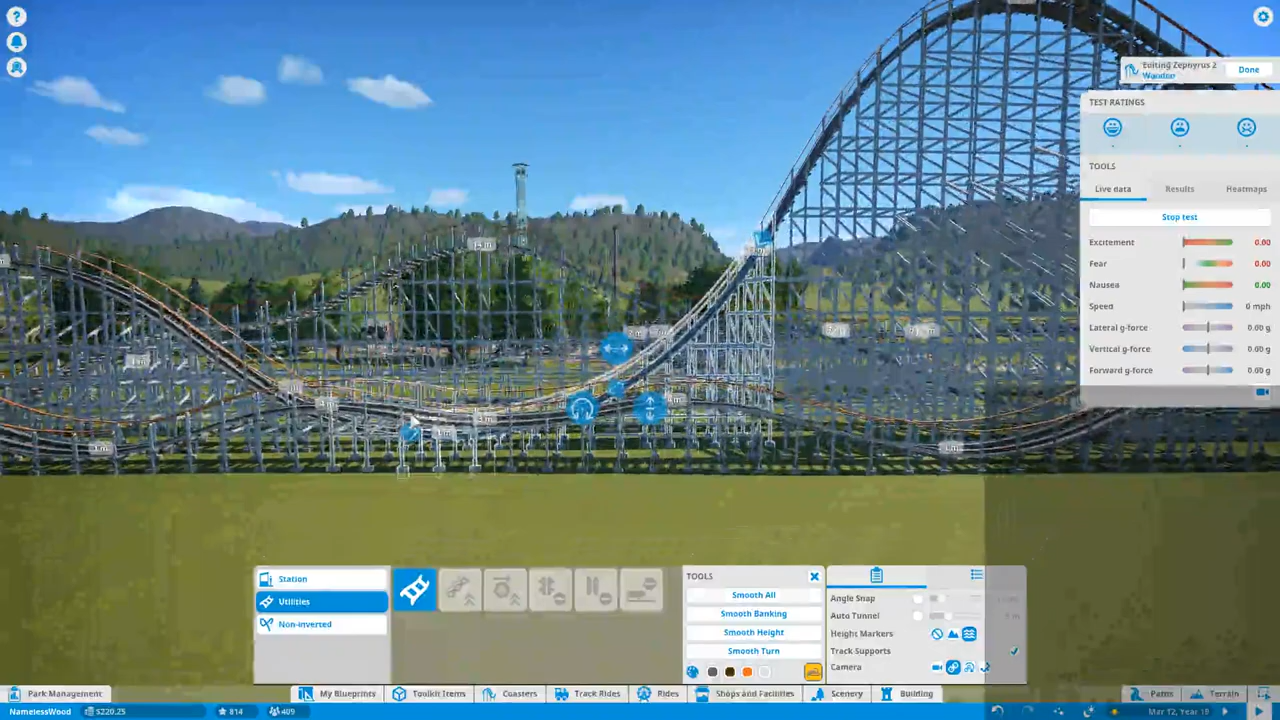 Editing Zephyrus 2
Wooden
Done
TEST RATINGS
TOOLS
Live data
Results
Heatmaps
Stop test
Excitement
0.00
Fear
0.00
Nausea
0.00
Speed
0 mph
Lateral g-force
0.00 g
Vertical g-force
0.00 g
Forward g-force
0.00 g
Station
Utilities
Non-inverted
TOOLS
Smooth All
Smooth Banking
Smooth Height
Smooth Turn
Angle Snap
Auto Tunnel
Height Markers
Track Supports
Camera
Park Management
My Blueprints
Toolkit Items
Coasters
Track Rides
Rides
Shops and Facilities
Scenery
Building
Paths
Terrain
NamelessWood
$220.25
814
409
Mar 12, Year 19